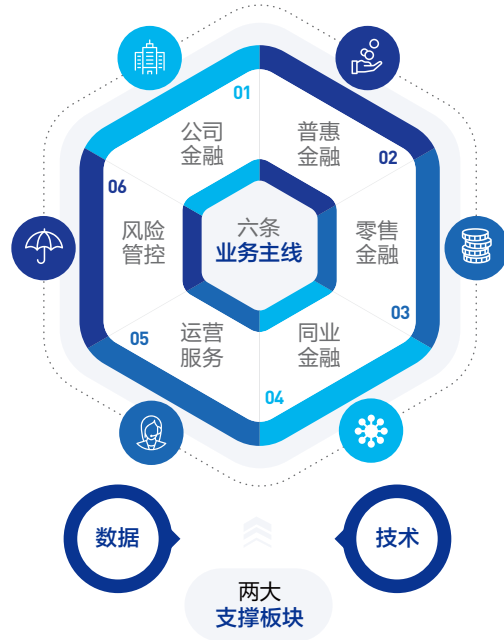 01
公司
金融
普惠
金融
02
06
风险
管控
六条
业务主线
零售
金融
03
05
运营
服务
同业
金融
04
数据
技术
两大
支撑板块